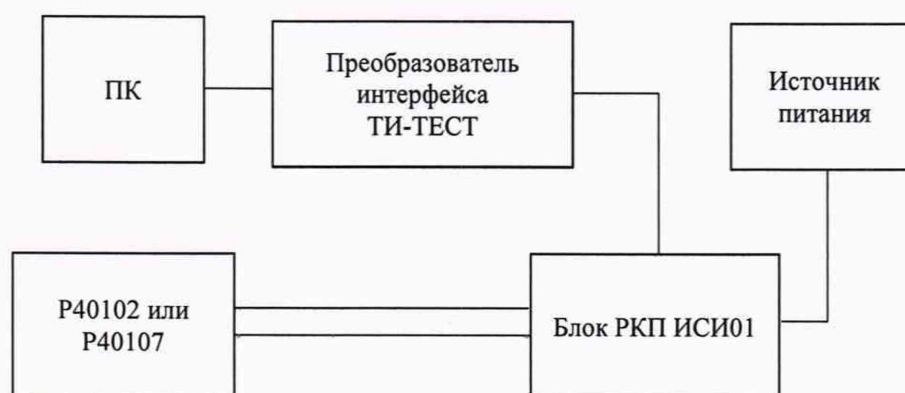 ПК
Преобразователь
интерфейса
ТИ-ТЕСТ
Источник
питания
Р40102 или
Р40107
Блок РКП ИСИ01